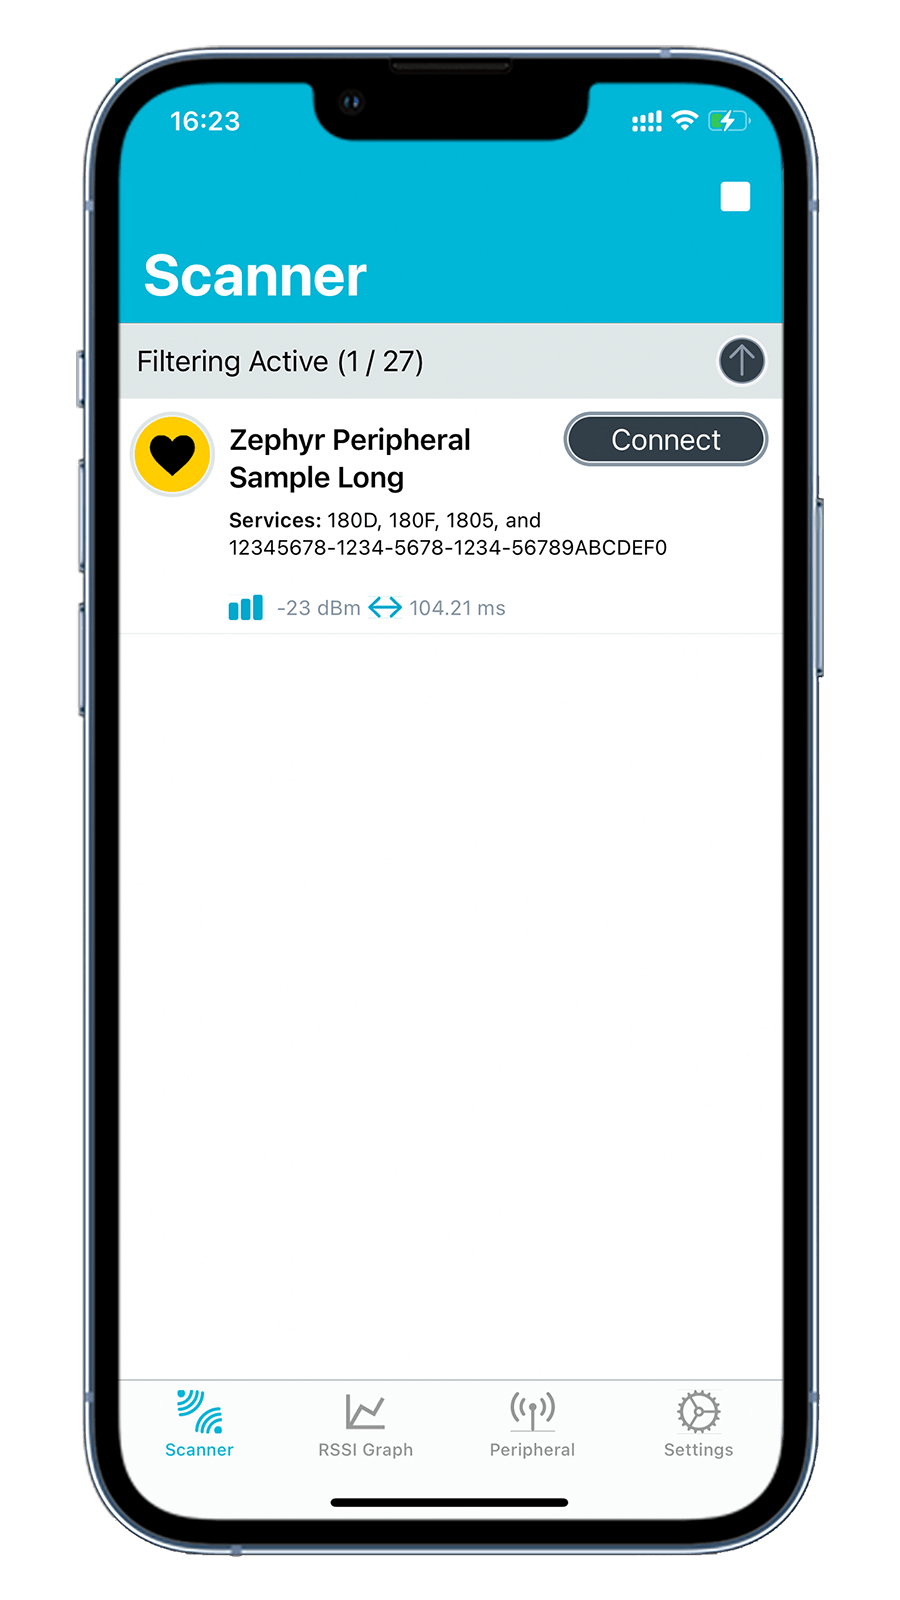 16:23
Scanner
Filtering Active (1 / 27)
Zephyr Peripheral
Sample Long
Connect
Services: 180D, 180F, 1805, and
12345678-1234-5678-1234-56789ABCDEF0
-23 dBm 104.21 ms
Scanner RSSI Graph Peripheral Settings